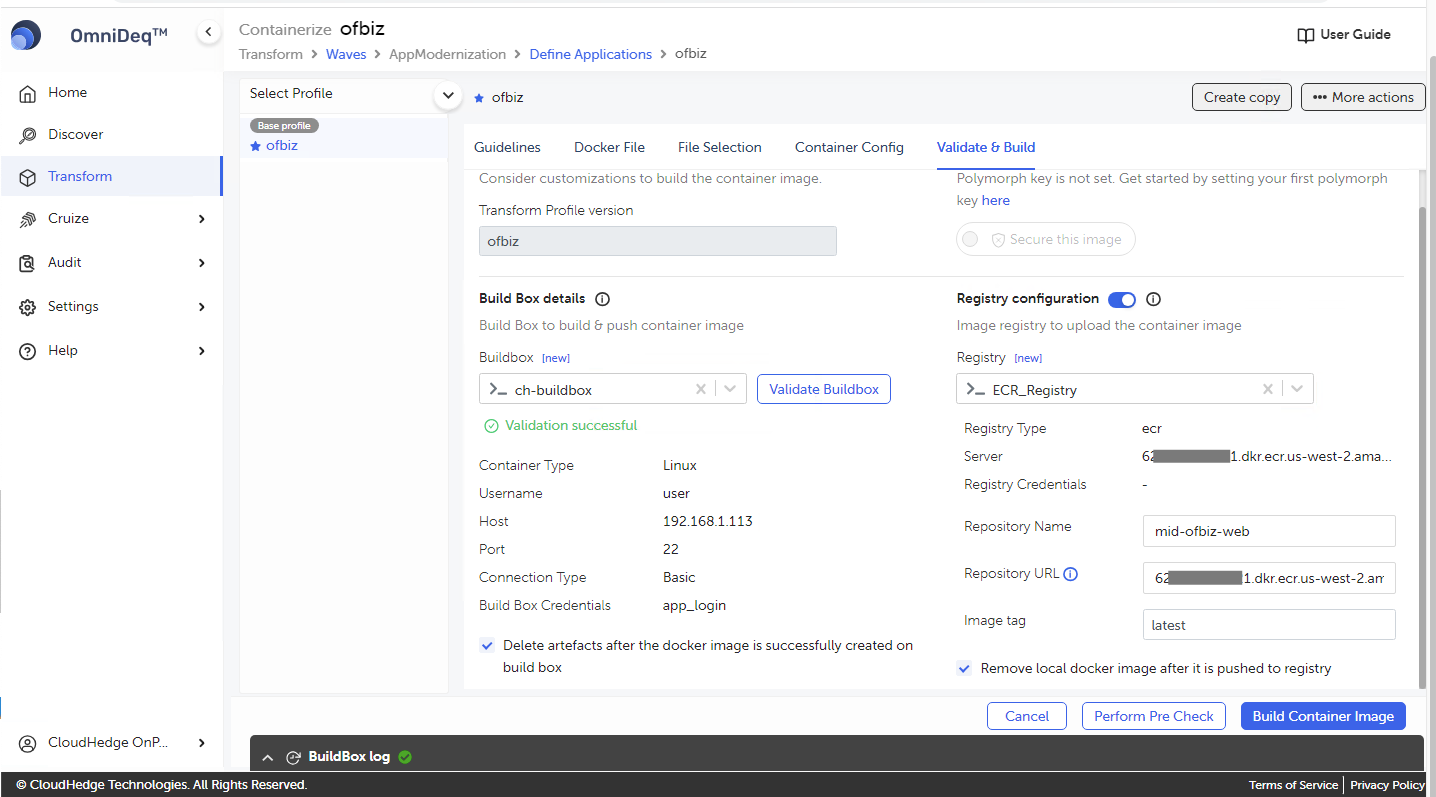 OmniDeq™
Containerize ofbiz
Transform > Waves > AppModernization > Define Applications > ofbiz
User Guide
Home
Discover
Transform
Cruize
Audit
Settings
Help
CloudHedge OnP...
Select Profile
Base profile
ofbiz
ofbiz
Create copy
••• More actions
Guidelines
Docker File
File Selection
Container Config
Validate & Build
Consider customizations to build the container image.
Transform Profile version
ofbiz
Polymorph key is not set. Get started by setting your first polymorph
key here
Secure this image
Build Box details
Build Box to build & push container image
Buildbox [new]
ch-buildbox
Validate Buildbox
Validation successful
Container Type Linux
Username user
Host 192.168.1.113
Port 22
Connection Type Basic
Build Box Credentials app_login
Delete artefacts after the docker image is successfully created on
build box
Registry configuration
Image registry to upload the container image
Registry [new]
ECR_Registry
Registry Type ecr
Server 62 1.dkr.ecr.us-west-2.ama...
Registry Credentials -
Repository Name mid-ofbiz-web
Repository URL 62 1.dkr.ecr.us-west-2.am
Image tag latest
Remove local docker image after it is pushed to registry
Cancel
Perform Pre Check
Build Container Image
BuildBox log
© CloudHedge Technologies. All Rights Reserved.
Terms of Service | Privacy Policy